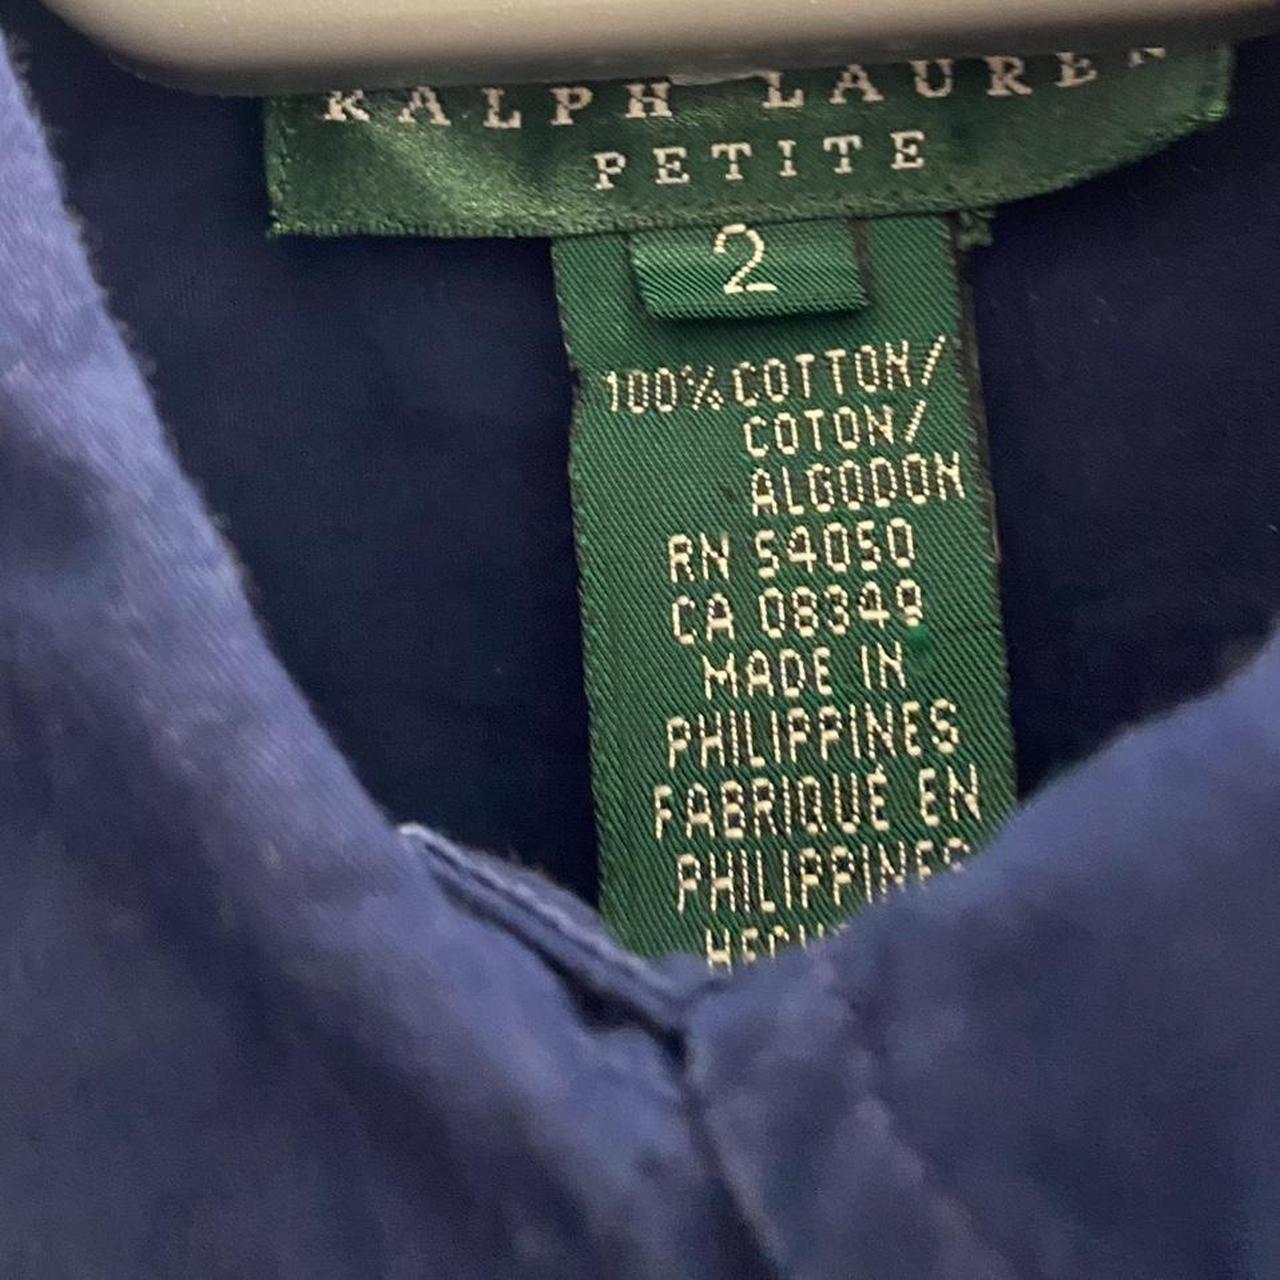 RALPH LAUREN
PETITE
2
100% COTTON/
COTON/
ALGODON
RN 54050
CA 08349
MADE IN
PHILIPPINES
FABRIQUÉ EN
PHILIPPINES